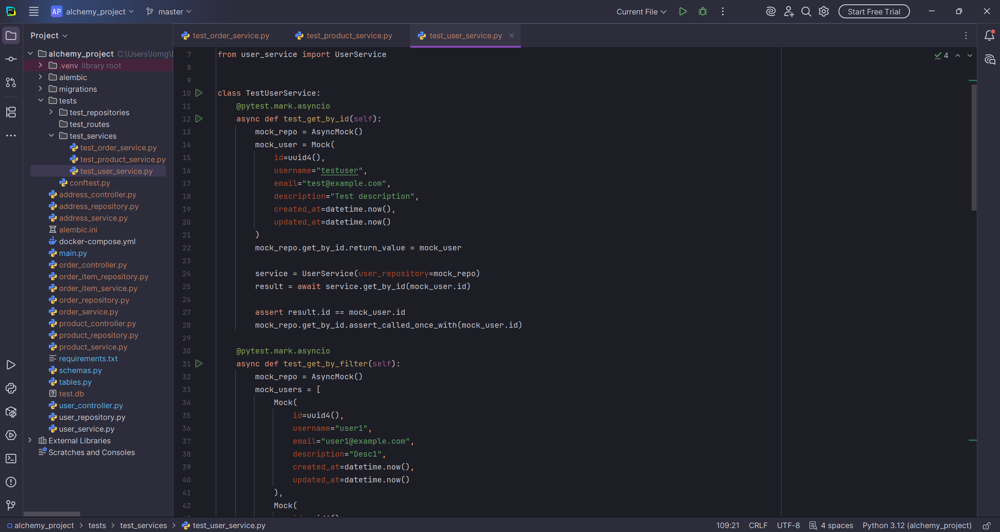 PC
AP alchemy_project
master
Current File
Start Free Trial
Project
test_order_service.py
test_product_service.py
test_user_service.py
alchemy_project C:\Users\lomg\
.venv library root
alembic
migrations
tests
test_repositories
test_routes
test_services
test_order_service.py
test_product_service.py
test_user_service.py
conftest.py
address_controller.py
address_repository.py
address_service.py
alembic.ini
docker-compose.yml
main.py
order_controller.py
order_item_repository.py
order_item_service.py
order_repository.py
order_service.py
product_controller.py
product_repository.py
product_service.py
requirements.txt
schemas.py
tables.py
test.db
user_controller.py
user_repository.py
user_service.py
External Libraries
Scratches and Consoles
4
7 from user_service import UserService
8
9
10 class TestUserService:
11 @pytest.mark.asyncio
12 async def test_get_by_id(self):
13 mock_repo = AsyncMock()
14 mock_user = Mock(
15 id=uuid4(),
16 username="testuser",
17 email="test@example.com",
18 description="Test description",
19 created_at=datetime.now(),
20 updated_at=datetime.now()
21 )
22 mock_repo.get_by_id.return_value = mock_user
23
24 service = UserService(user_repository=mock_repo)
25 result = await service.get_by_id(mock_user.id)
26
27 assert result.id == mock_user.id
28 mock_repo.get_by_id.assert_called_once_with(mock_user.id)
29
30 @pytest.mark.asyncio
31 async def test_get_by_filter(self):
32 mock_repo = AsyncMock()
33 mock_users = [
34 Mock(
35 id=uuid4(),
36 username="user1",
37 email="user1@example.com",
38 description="Desc1",
39 created_at=datetime.now(),
40 updated_at=datetime.now()
41 ),
42 Mock(
alchemy_project > tests > test_services > test_user_service.py
109:21 CRLF UTF-8 4 spaces Python 3.12 (alchemy_project)